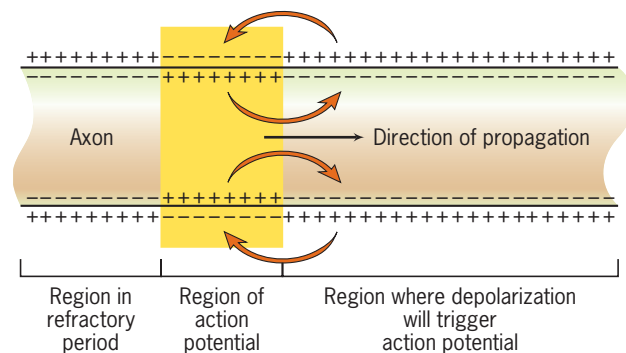 +++++++++ – – – – – – – – +++++++++++++++++++++++
– – – – – – – – – ++++++++ – – – – – – – – – – – – – – – – – – – – – – –
Axon
Direction of propagation
– – – – – – – – – ++++++++ – – – – – – – – – – – – – – – – – – – – – – –
+++++++++ – – – – – – – – +++++++++++++++++++++++
Region in
refractory
period
Region of
action
potential
Region where depolarization
will trigger
action potential